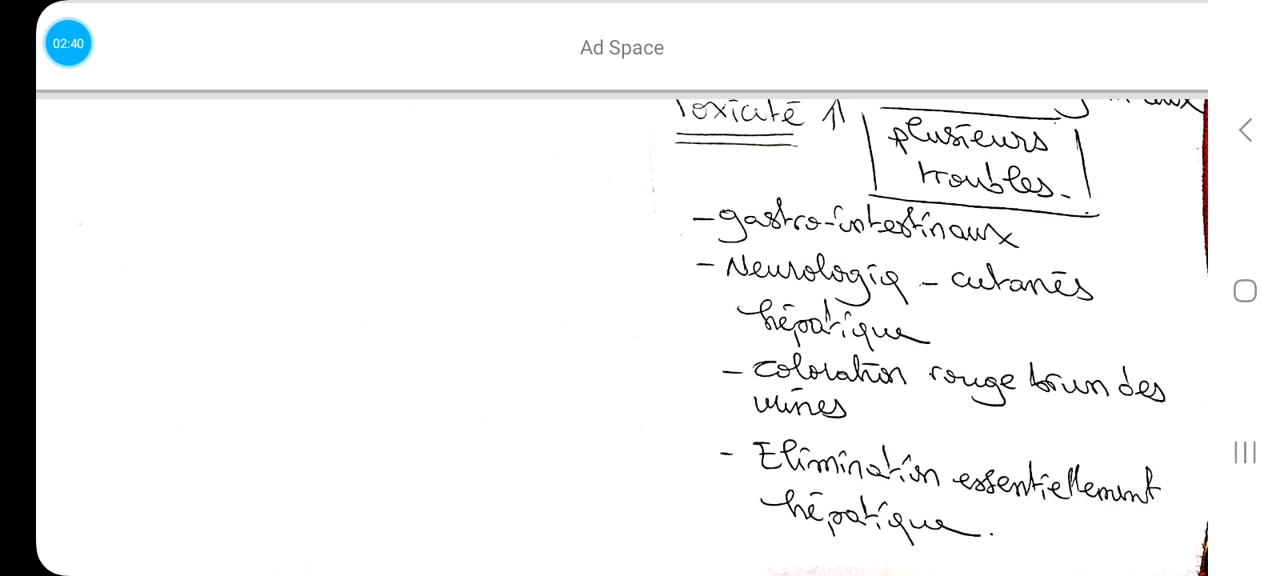 02:40
Ad Space
Toxicité ⇑
plusieurs
troubles.
- gastro-intestinaux
- Neurologiq - cutanés
hépatique
- coloration rouge brun des
urines
- Elimination essentiellement
hépatique.